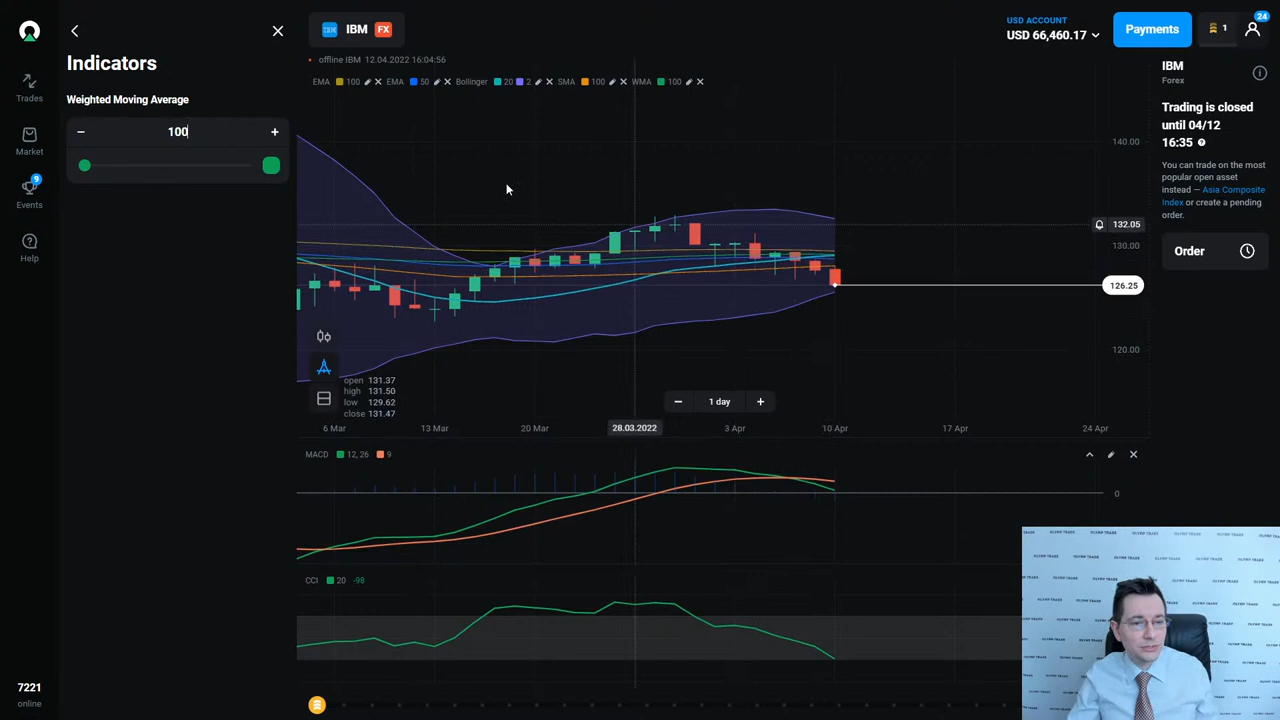 Trades
Market
9
Events
Help
7221
online
Indicators
Weighted Moving Average
100
IBM
IBM FX
offline IBM 12.04.2022 16:04:56
EMA 100 EMA 50 Bollinger 20 2 SMA 100 WMA 100
USD ACCOUNT
USD 66,460.17
Payments
1
24
IBM
Forex
Trading is closed
until 04/12
16:35
You can trade on the most
popular open asset
instead — Asia Composite
Index or create a pending
order.
Order
140.00
132.05
130.00
126.25
120.00
open 131.37
high 131.50
low 129.62
close 131.47
1 day
6 Mar 13 Mar 20 Mar 28.03.2022 3 Apr 10 Apr 17 Apr 24 Apr
MACD 12, 26 9
0
CCI 20 -98